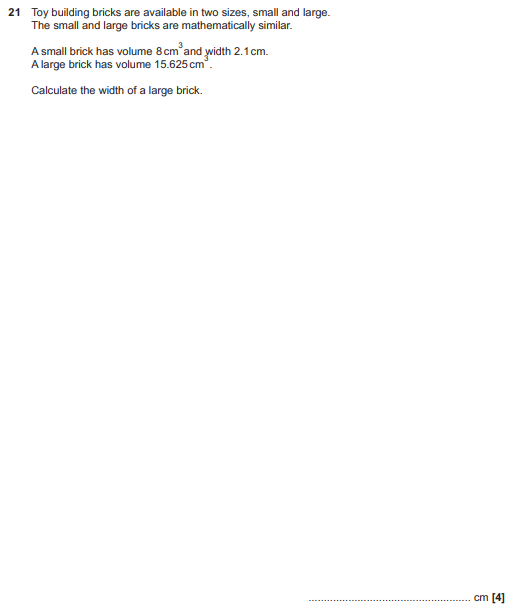 21 Toy building bricks are available in two sizes, small and large.
The small and large bricks are mathematically similar.
A small brick has volume 8 cm³ and width 2.1 cm.
A large brick has volume 15.625 cm³.
Calculate the width of a large brick.
...................................................... cm [4]